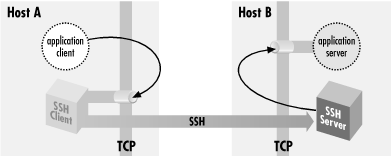 Host A
Host B
application
client
application
server
SSH
Client
SSH
SSH
Server
TCP
TCP